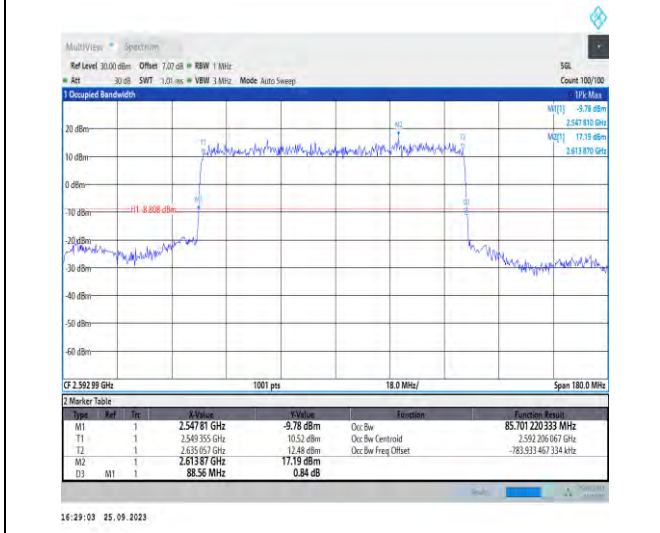 MultiView Spectrum
Ref Level 30.00 dBm Offset 7.07 dB RBW 1 MHz SGL
Att 30 dB SWT 1.01 ms VBW 3 MHz Mode Auto Sweep Count 100/100
1 Occupied Bandwidth 1Pk Max
M1[1] -9.78 dBm
2.547 810 GHz
M2[1] 17.19 dBm
2.613 870 GHz
20 dBm
M2
T1
T2
10 dBm
0 dBm
M1
D3
-10 dBm
H1 -8.808 dBm
-20 dBm
-30 dBm
-40 dBm
-50 dBm
-60 dBm
CF 2.592 99 GHz 1001 pts 18.0 MHz/ Span 180.0 MHz
2 Marker Table
Type Ref Trc X-Value Y-Value Function Function Result
M1 1 2.547 81 GHz -9.78 dBm Occ Bw 85.701 220 333 MHz
T1 1 2.549 355 GHz 10.52 dBm Occ Bw Centroid 2.592 206 067 GHz
T2 1 2.635 057 GHz 12.48 dBm Occ Bw Freq Offset -783.933 467 334 kHz
M2 1 2.613 87 GHz 17.19 dBm
D3 M1 1 88.56 MHz 0.84 dB
16:29:03 25.09.2023